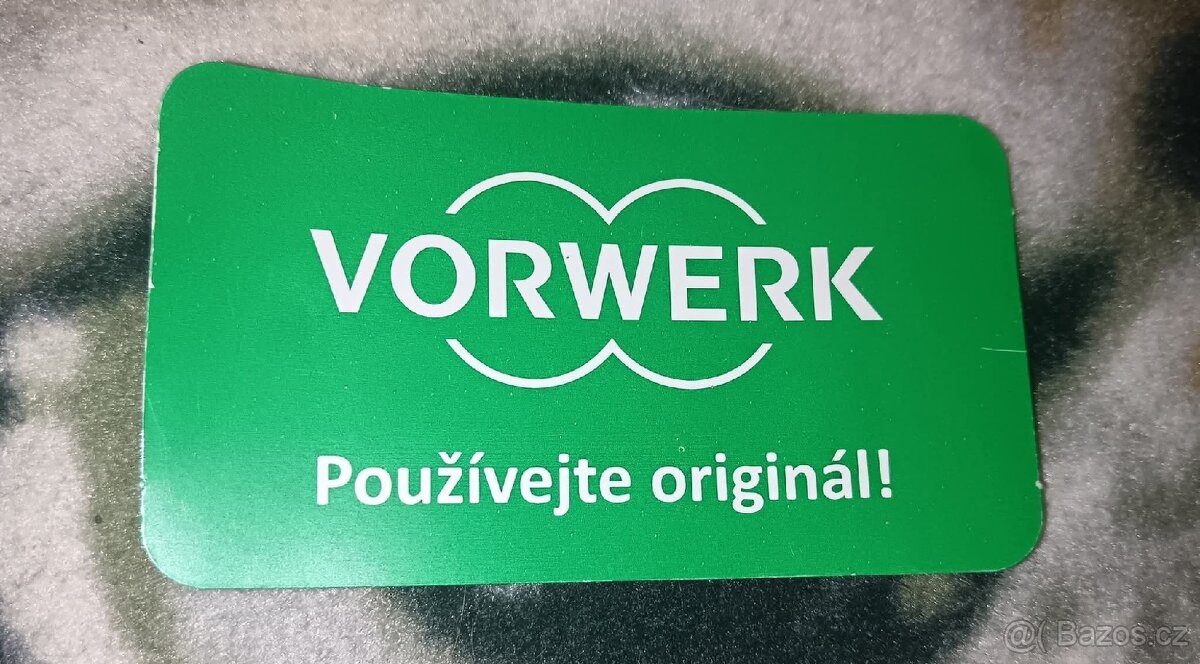 VORWERK
Používejte originál!
@( Bazos.cz